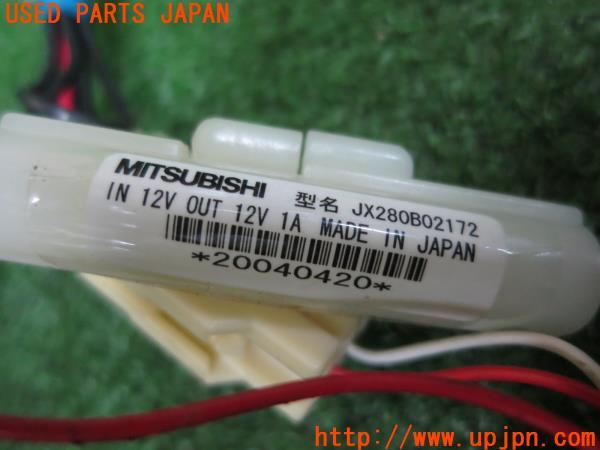 USED PARTS JAPAN
MITSUBISHI 型名 JX280B02172
IN 12V OUT 12V 1A MADE IN JAPAN
*20040420*
http://www.upjpn.com/